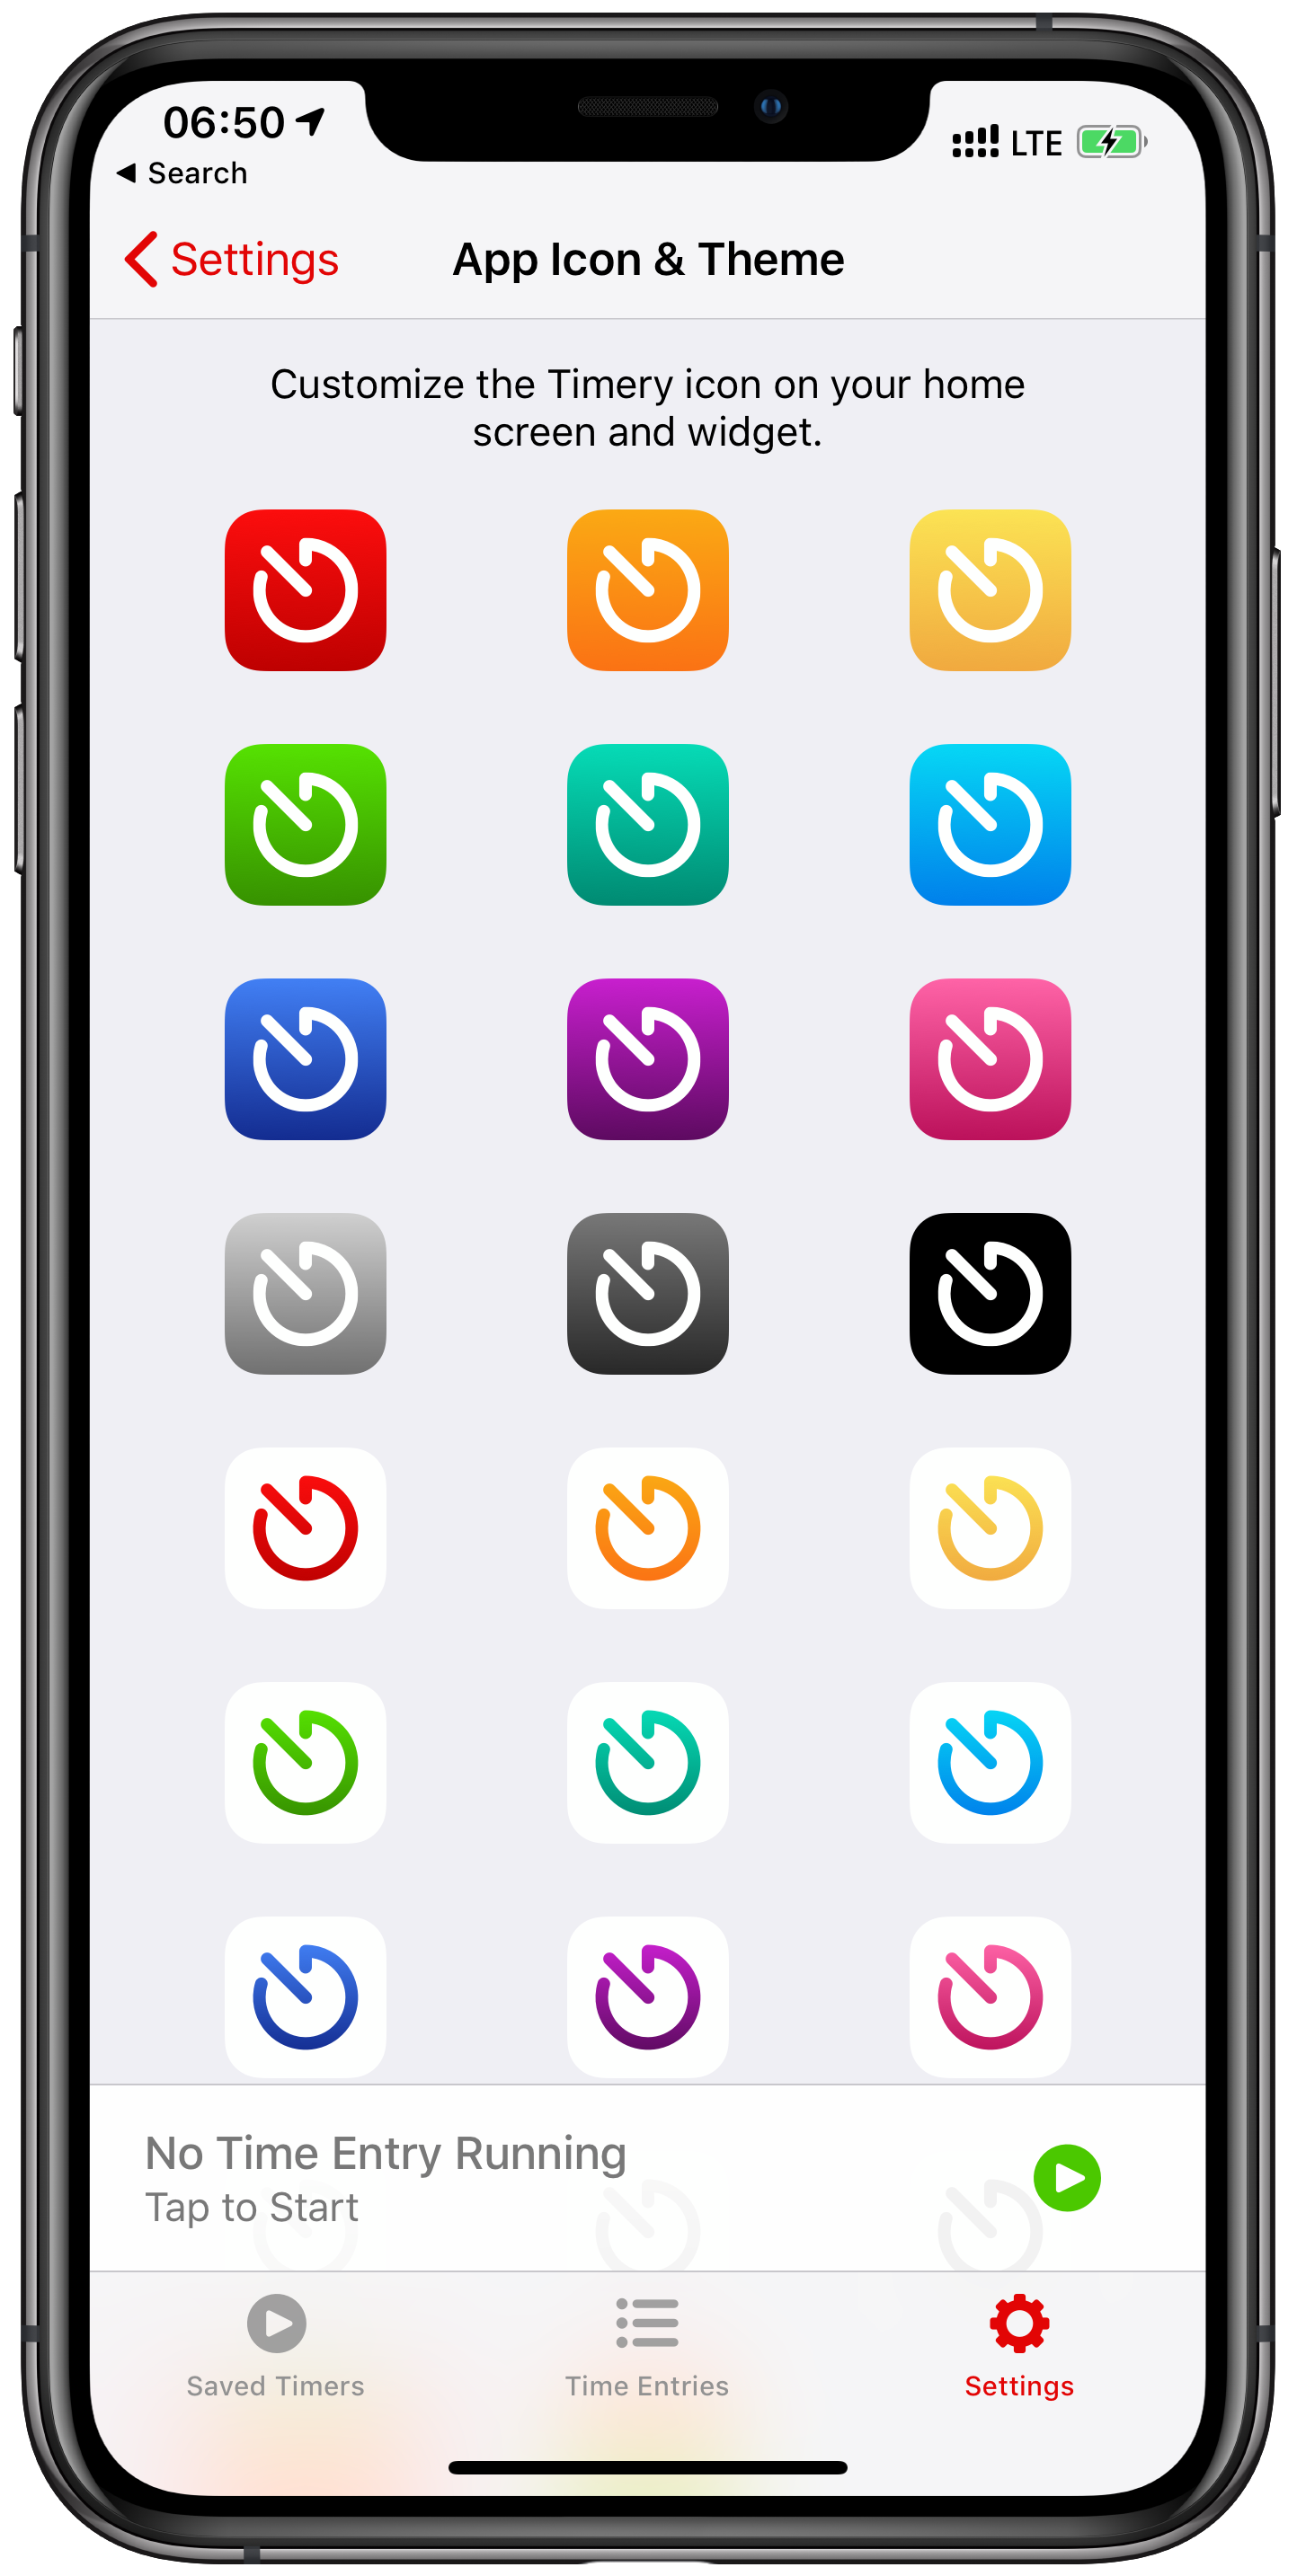 06:50
LTE
Search
Settings
App Icon & Theme
Customize the Timery icon on your home
screen and widget.
No Time Entry Running
Tap to Start
Saved Timers
Time Entries
Settings